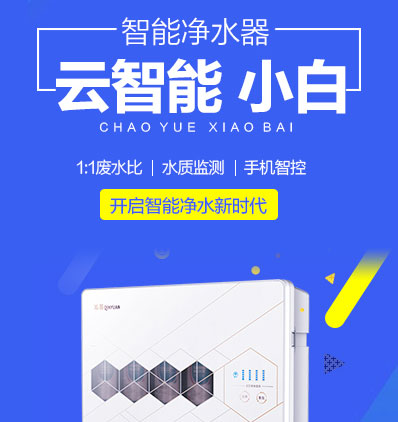 智能净水器
云智能 小白
CHAO YUE XIAO BAI
1:1废水比 | 水质监测 | 手机智控
开启智能净水新时代